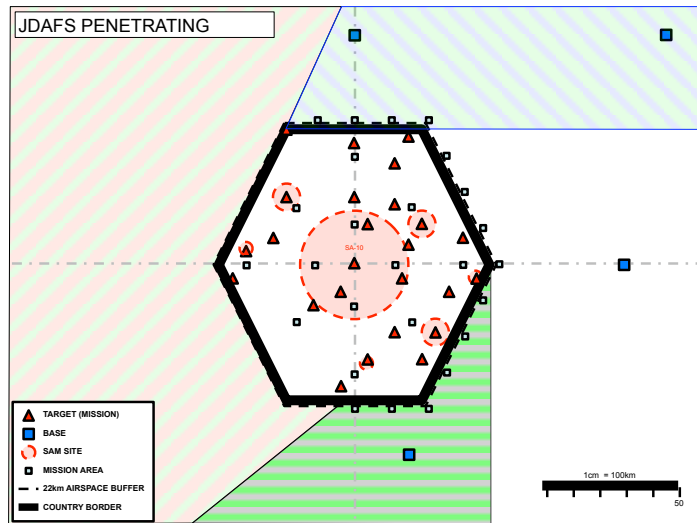 JDAFS PENETRATING
SA-10
TARGET (MISSION)
BASE
SAM SITE
MISSION AREA
22km AIRSPACE BUFFER
COUNTRY BORDER
1cm = 100km
50